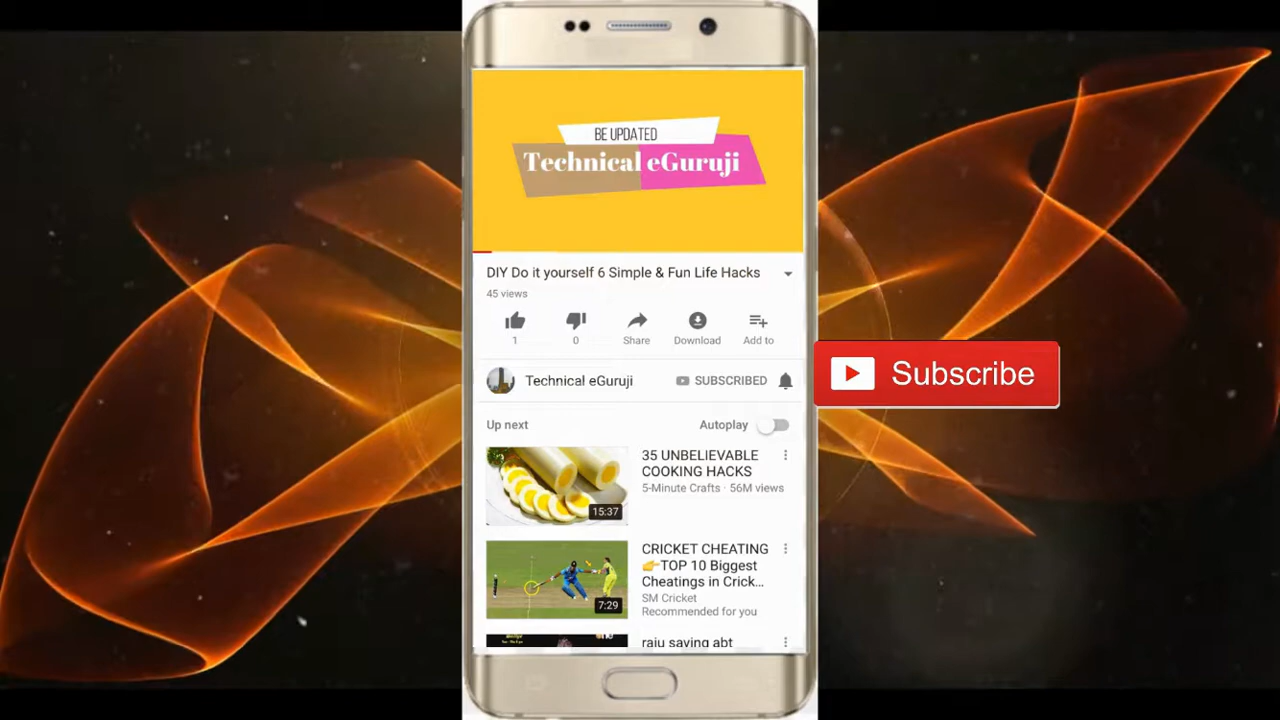 BE UPDATED
Technical eGuruji
DIY Do it yourself 6 Simple & Fun Life Hacks
45 views
1
0
Share
Download
Add to
Technical eGuruji
SUBSCRIBED
Subscribe
Up next
Autoplay
35 UNBELIEVABLE
COOKING HACKS
5-Minute Crafts · 56M views
15:37
CRICKET CHEATING
👉TOP 10 Biggest
Cheatings in Crick...
SM Cricket
Recommended for you
7:29
raju saying abt